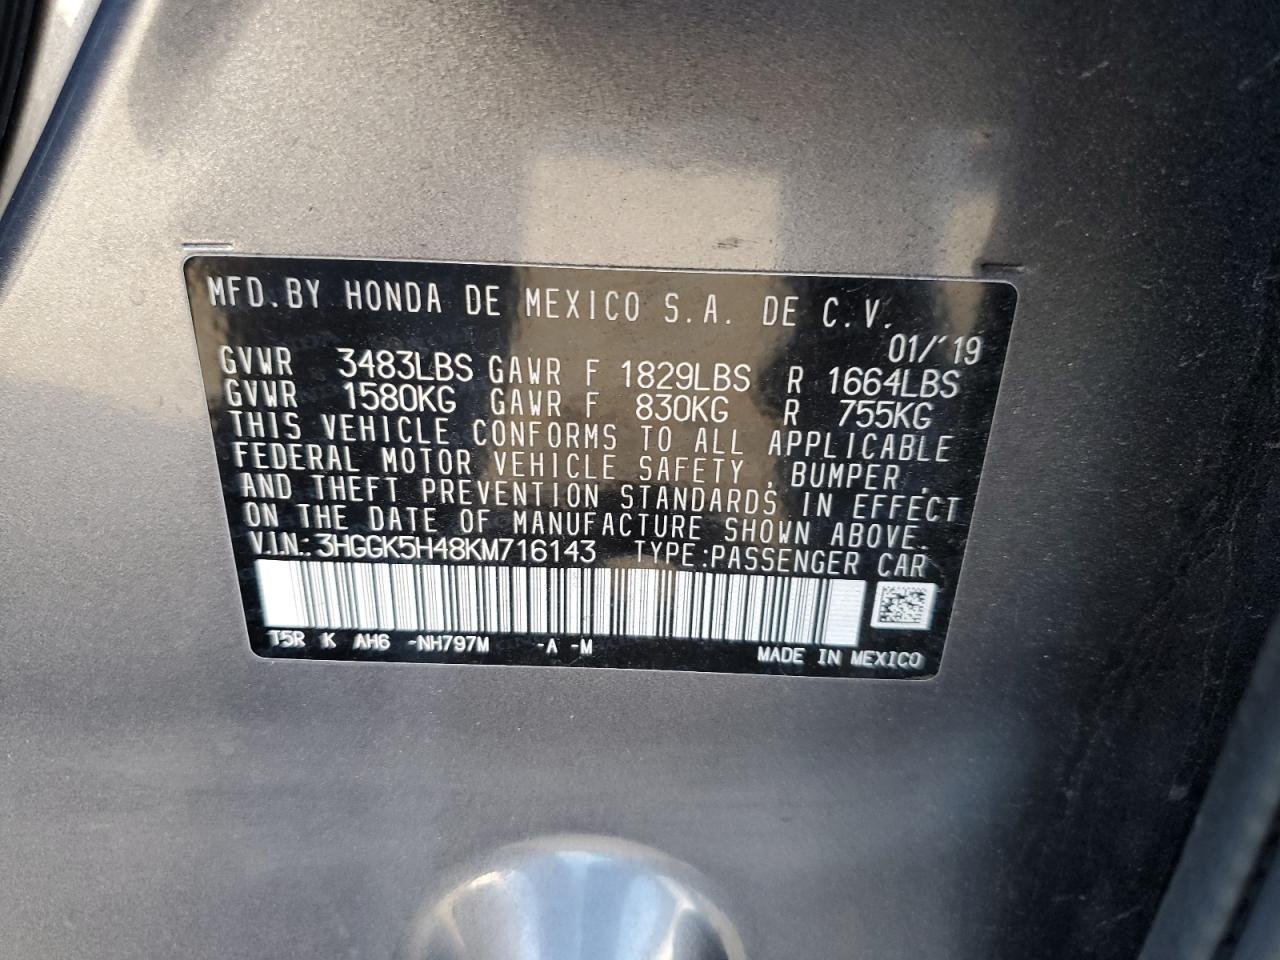 MFD.BY HONDA DE MEXICO S.A. DE C.V.
01/'19
GVWR 3483LBS GAWR F 1829LBS R 1664LBS
GVWR 1580KG GAWR F 830KG R 755KG
THIS VEHICLE CONFORMS TO ALL APPLICABLE
FEDERAL MOTOR VEHICLE SAFETY , BUMPER ,
AND THEFT PREVENTION STANDARDS IN EFFECT
ON THE DATE OF MANUFACTURE SHOWN ABOVE.
V.I.N.: 3HGGK5H48KM716143 TYPE:PASSENGER CAR
T5R K AH6 -NH797M -A -M
MADE IN MEXICO